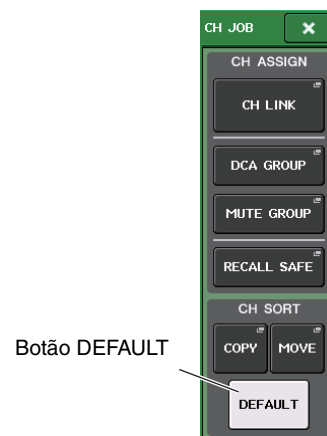 CH JOB
CH ASSIGN
CH LINK
DCA GROUP
MUTE GROUP
RECALL SAFE
CH SORT
COPY MOVE
Botão DEFAULT
DEFAULT